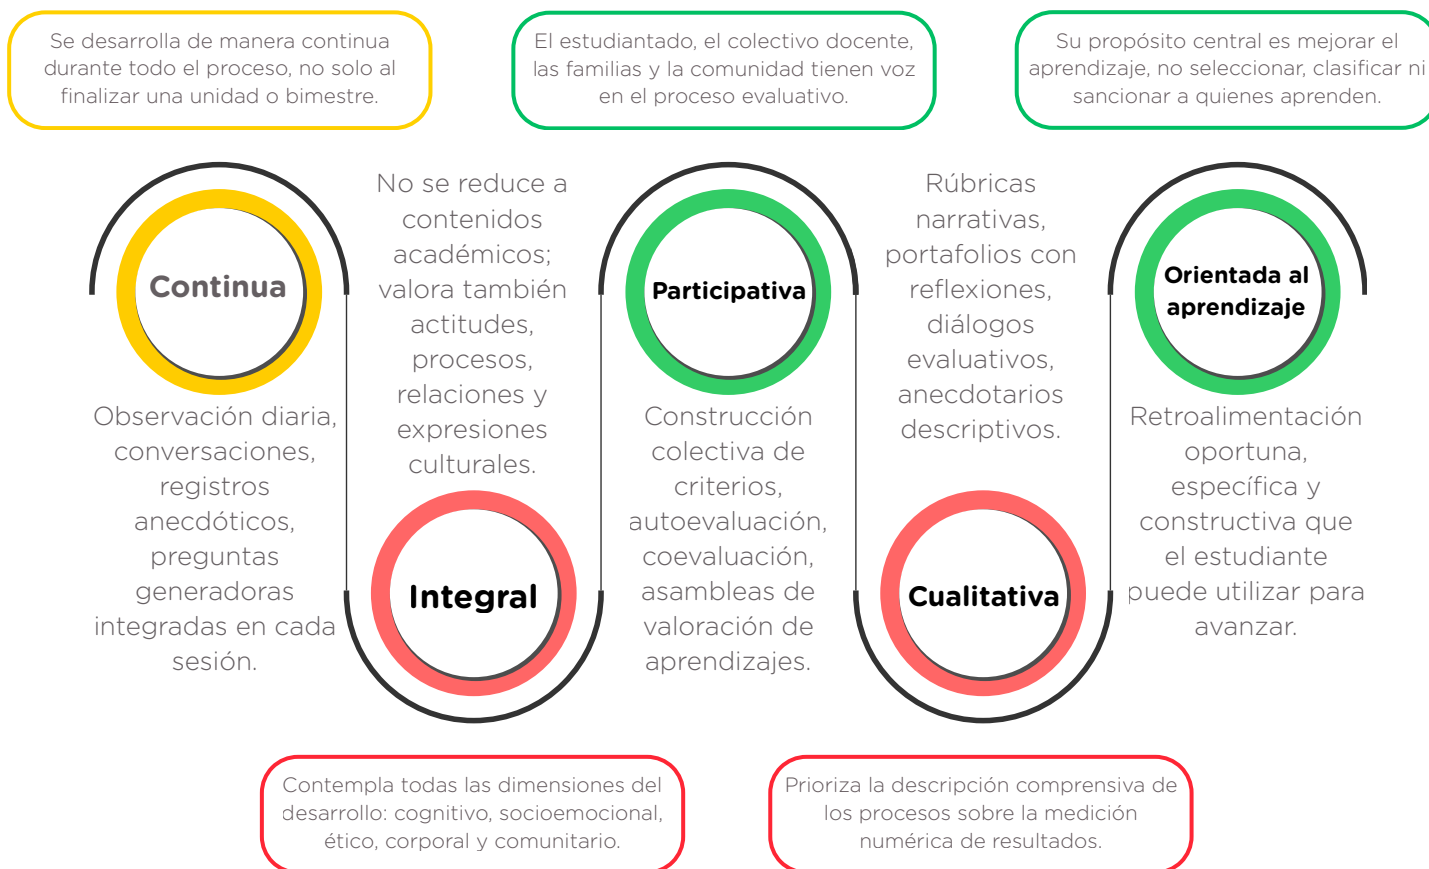 Se desarrolla de manera continua
durante todo el proceso, no solo al
finalizar una unidad o bimestre.
El estudiantado, el colectivo docente,
las familias y la comunidad tienen voz
en el proceso evaluativo.
Su propósito central es mejorar el
aprendizaje, no seleccionar, clasificar ni
sancionar a quienes aprenden.
Continua
Observación diaria,
conversaciones,
registros
anecdóticos,
preguntas
generadoras
integradas en cada
sesión.
No se reduce a
contenidos
académicos;
valora también
actitudes,
procesos,
relaciones y
expresiones
culturales.
Integral
Participativa
Construcción
colectiva de
criterios,
autoevaluación,
coevaluación,
asambleas de
valoración de
aprendizajes.
Rúbricas
narrativas,
portafolios con
reflexiones,
diálogos
evaluativos,
anecdotarios
descriptivos.
Cualitativa
Orientada al
aprendizaje
Retroalimentación
oportuna,
específica y
constructiva que
el estudiante
puede utilizar para
avanzar.
Contempla todas las dimensiones del
desarrollo: cognitivo, socioemocional,
ético, corporal y comunitario.
Prioriza la descripción comprensiva de
los procesos sobre la medición
numérica de resultados.